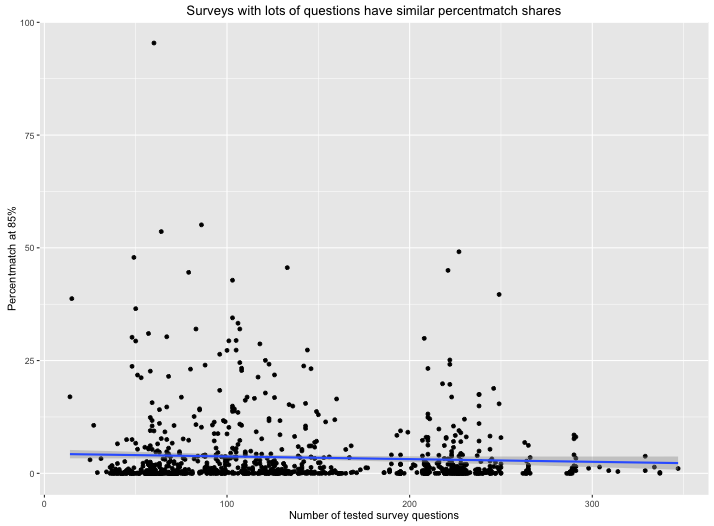 Surveys with lots of questions have similar percentmatch shares
Percentmatch at 85%
100
75
50
25
0
0 100 200 300
Number of tested survey questions